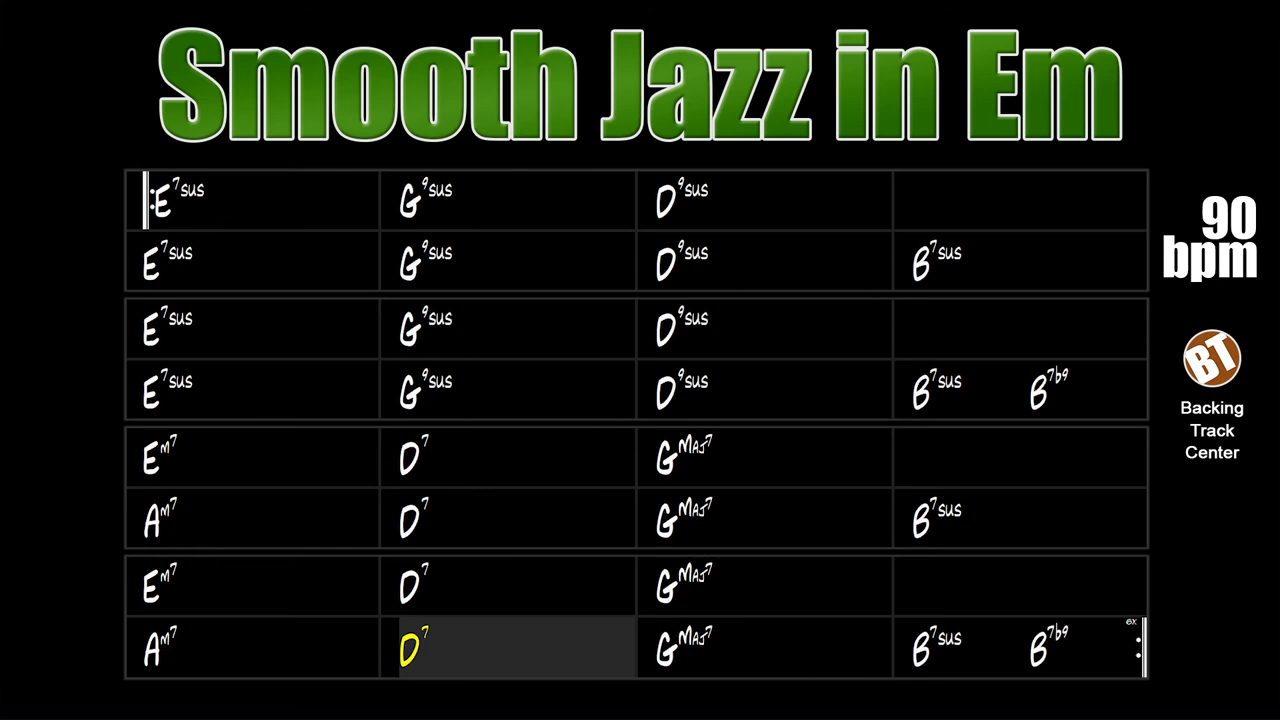 Smooth Jazz in Em
E7sus G9sus D9sus
E7sus G9sus D9sus B7sus
E7sus G9sus D9sus
E7sus G9sus D9sus B7sus B7b9
Em7 D7 GMaj7
Am7 D7 GMaj7 B7sus
Em7 D7 GMaj7
Am7 D7 GMaj7 B7sus B7b9 6x
90
bpm
BT
Backing
Track
Center